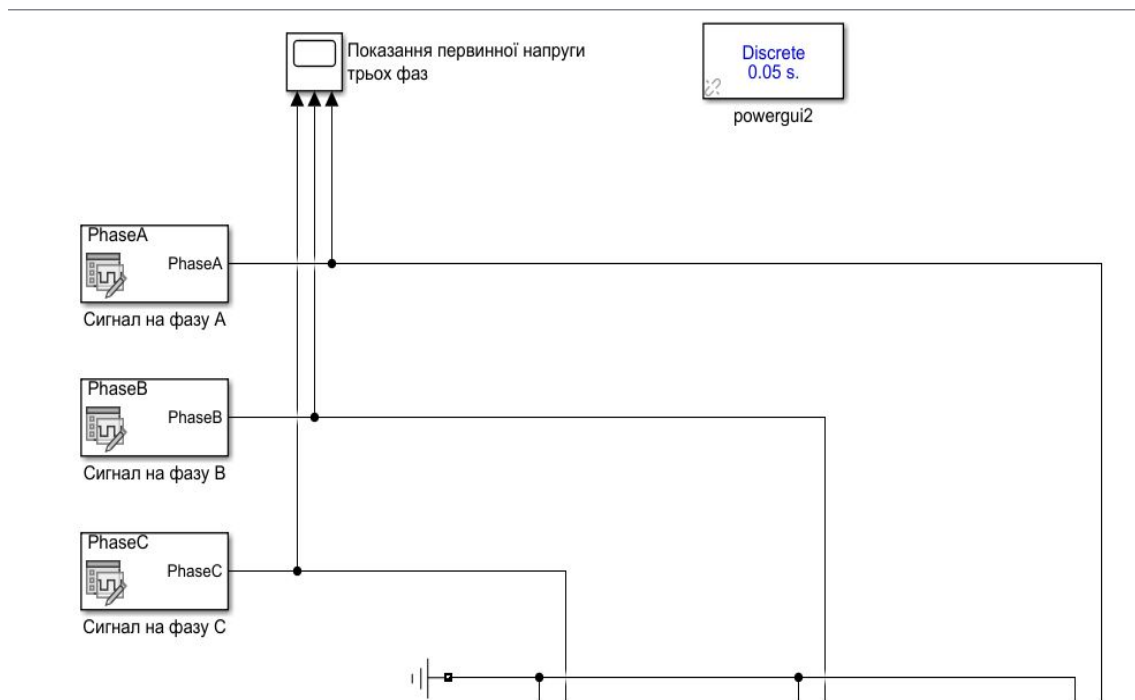 Показання первинної напруги
трьох фаз
Discrete
0.05 s.
powergui2
PhaseA
PhaseA
Сигнал на фазу А
PhaseB
PhaseB
Сигнал на фазу В
PhaseC
PhaseC
Сигнал на фазу С